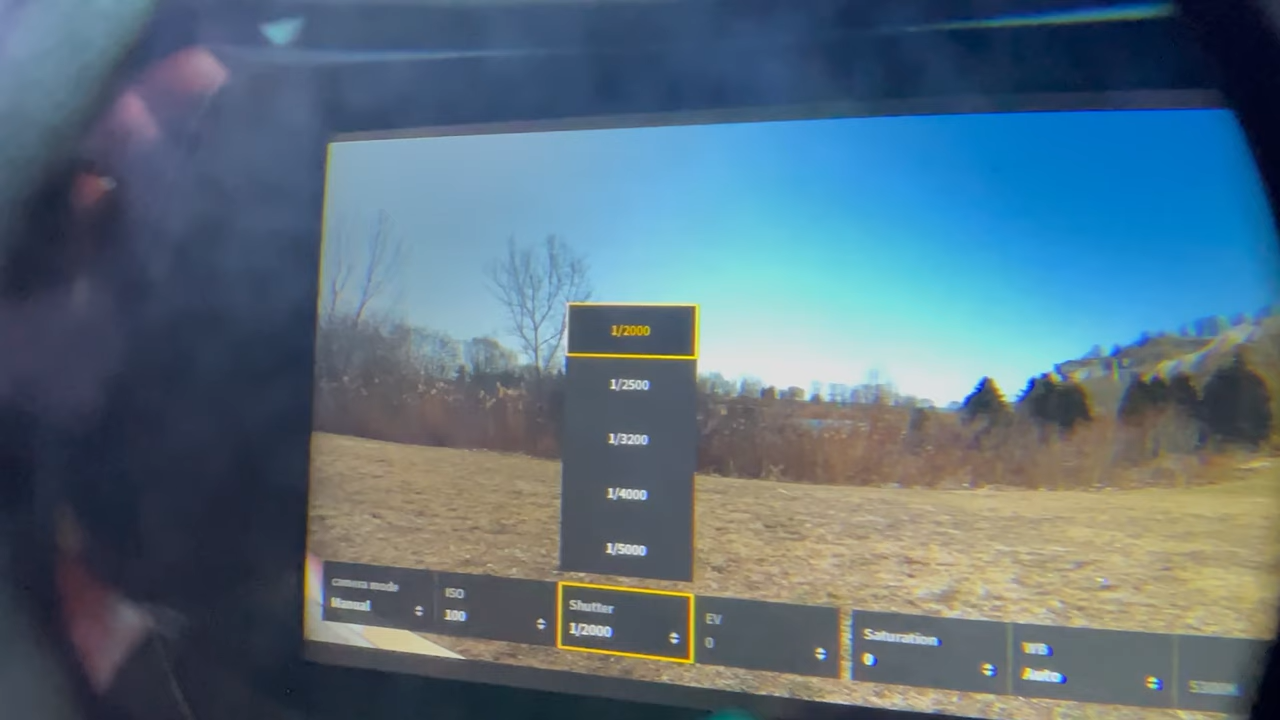 1/2000
1/2500
1/3200
1/4000
1/5000
camera mode
Manual
ISO
100
Shutter
1/2000
EV
0
Saturation
0
WB
Auto